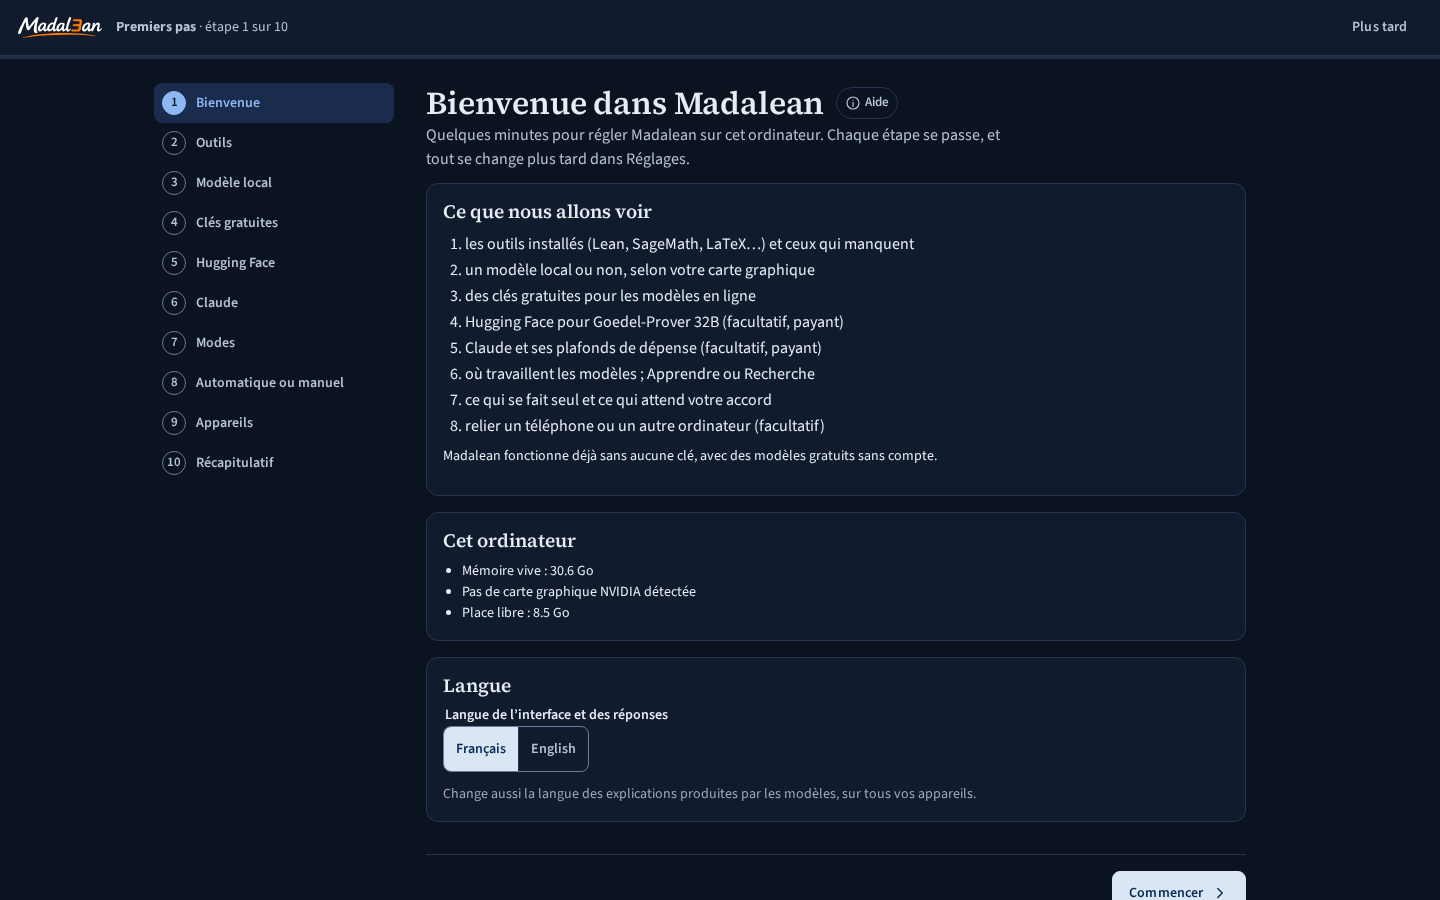 Madal∃an
Premiers pas · étape 1 sur 10
Plus tard
1 Bienvenue
2 Outils
3 Modèle local
4 Clés gratuites
5 Hugging Face
6 Claude
7 Modes
8 Automatique ou manuel
9 Appareils
10 Récapitulatif
Bienvenue dans Madalean
Aide
Quelques minutes pour régler Madalean sur cet ordinateur. Chaque étape se passe, et
tout se change plus tard dans Réglages.
Ce que nous allons voir
1. les outils installés (Lean, SageMath, LaTeX…) et ceux qui manquent
2. un modèle local ou non, selon votre carte graphique
3. des clés gratuites pour les modèles en ligne
4. Hugging Face pour Goedel-Prover 32B (facultatif, payant)
5. Claude et ses plafonds de dépense (facultatif, payant)
6. où travaillent les modèles ; Apprendre ou Recherche
7. ce qui se fait seul et ce qui attend votre accord
8. relier un téléphone ou un autre ordinateur (facultatif)
Madalean fonctionne déjà sans aucune clé, avec des modèles gratuits sans compte.
Cet ordinateur
• Mémoire vive : 30.6 Go
• Pas de carte graphique NVIDIA détectée
• Place libre : 8.5 Go
Langue
Langue de l’interface et des réponses
Français English
Change aussi la langue des explications produites par les modèles, sur tous vos appareils.
Commencer